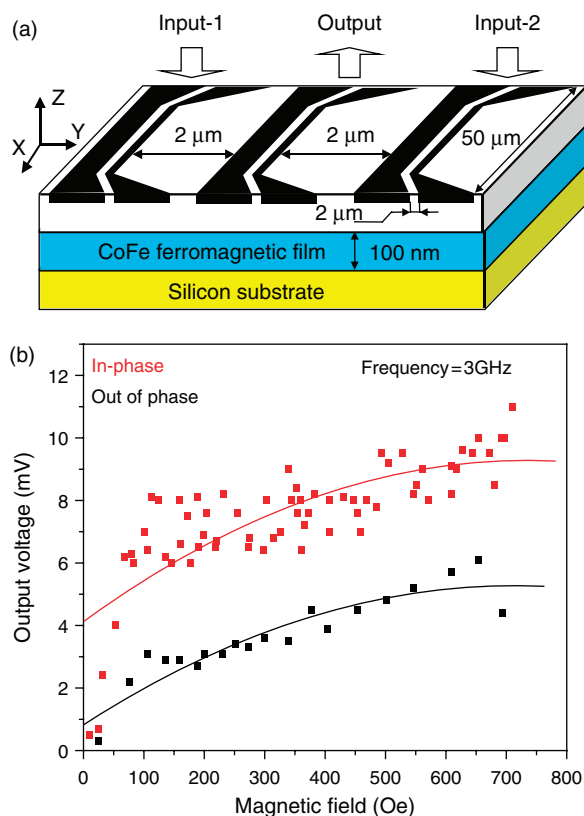 (a)
Input-1 Output Input-2
Z
Y
X
2 μm 2 μm 50 μm
2 μm
CoFe ferromagnetic film 100 nm
Silicon substrate
(b)
In-phase Frequency=3GHz
Out of phase
Output voltage (mV)
12
10
8
6
4
2
0
0 100 200 300 400 500 600 700 800
Magnetic field (Oe)